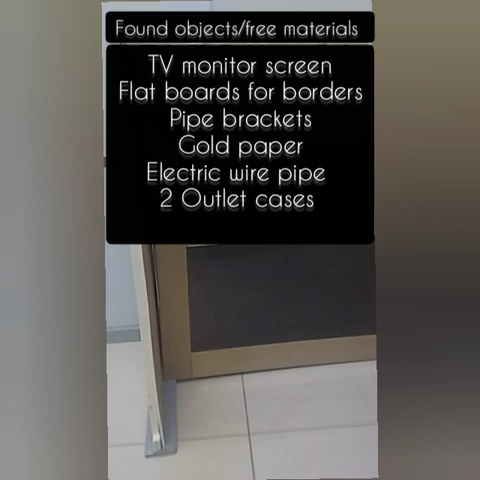 Found objects/free materials
TV monitor screen
Flat boards for borders
Pipe brackets
Gold paper
Electric wire pipe
2 Outlet cases